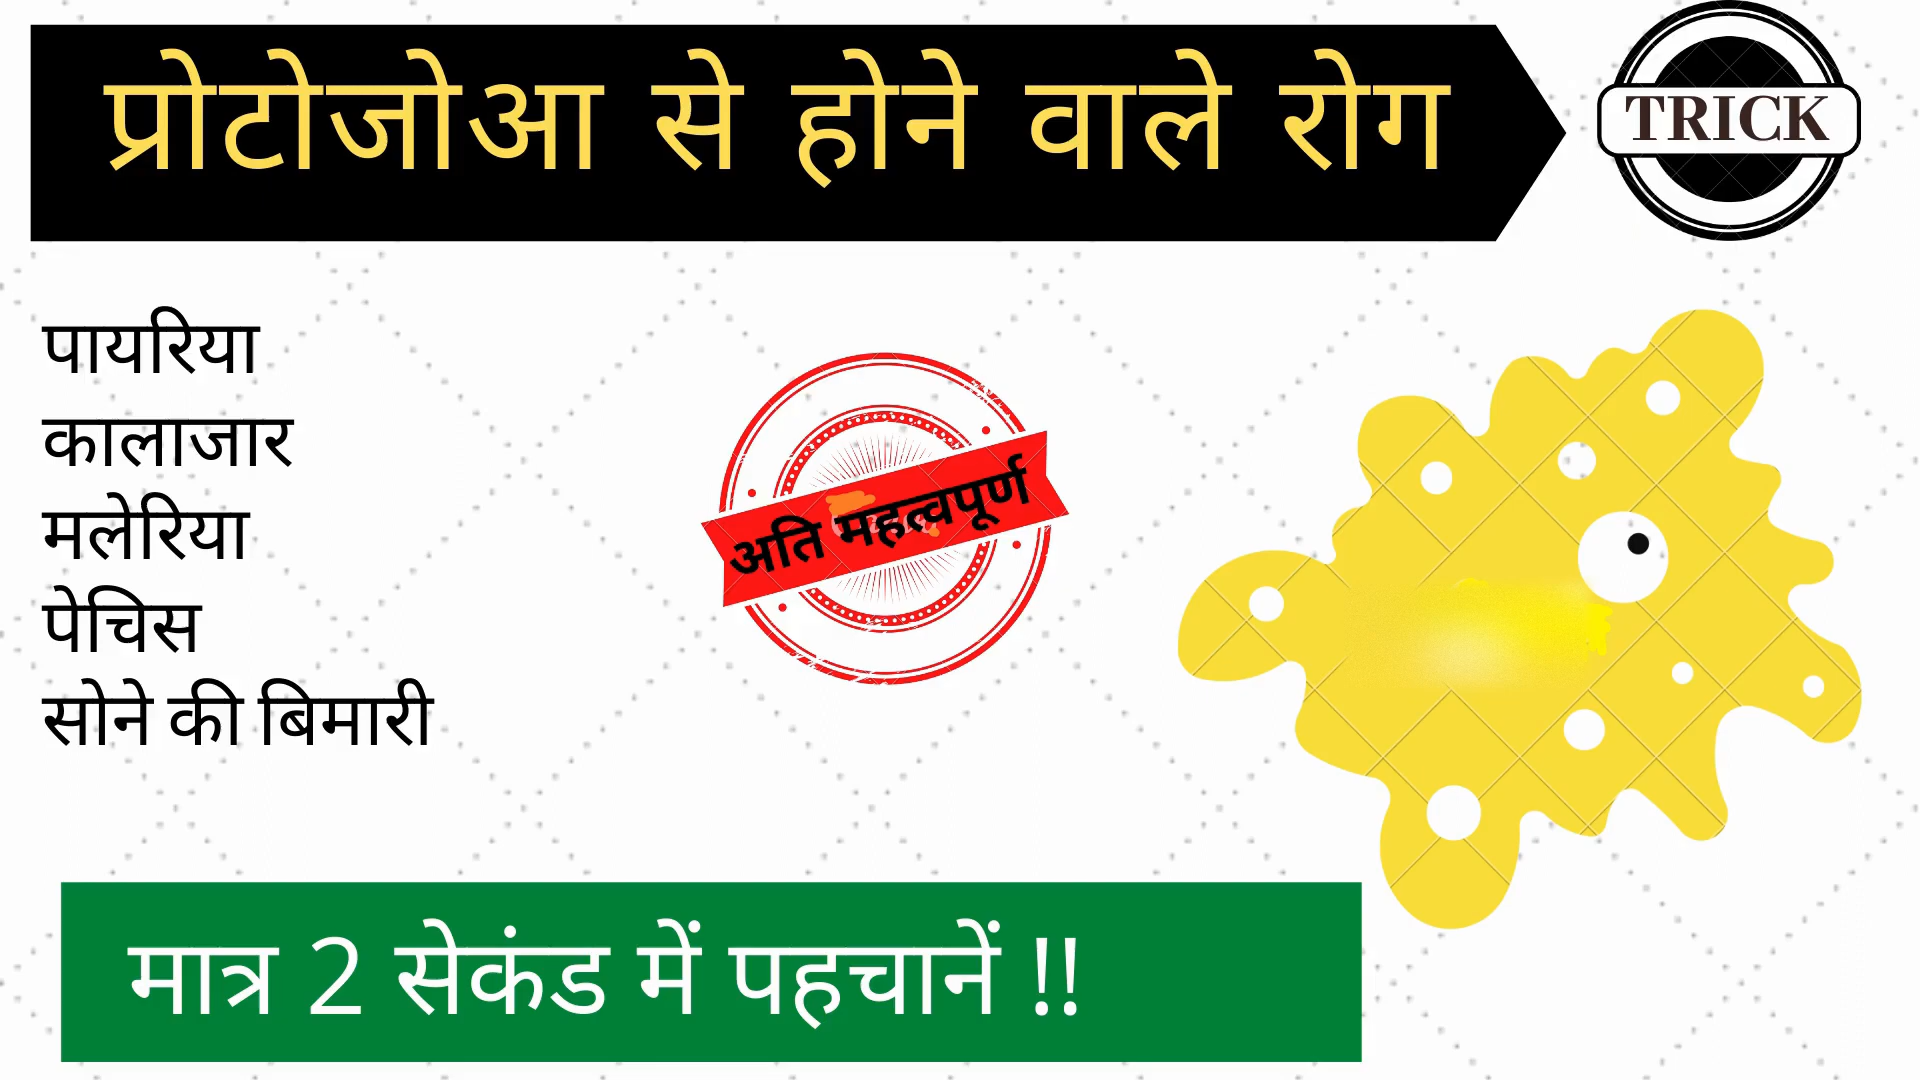 प्रोटोजोआ से होने वाले रोग
TRICK
पायरिया
कालाजार
मलेरिया
पेचिस
सोने की बिमारी
अति महत्वपूर्ण
मात्र 2 सेकंड में पहचानें !!